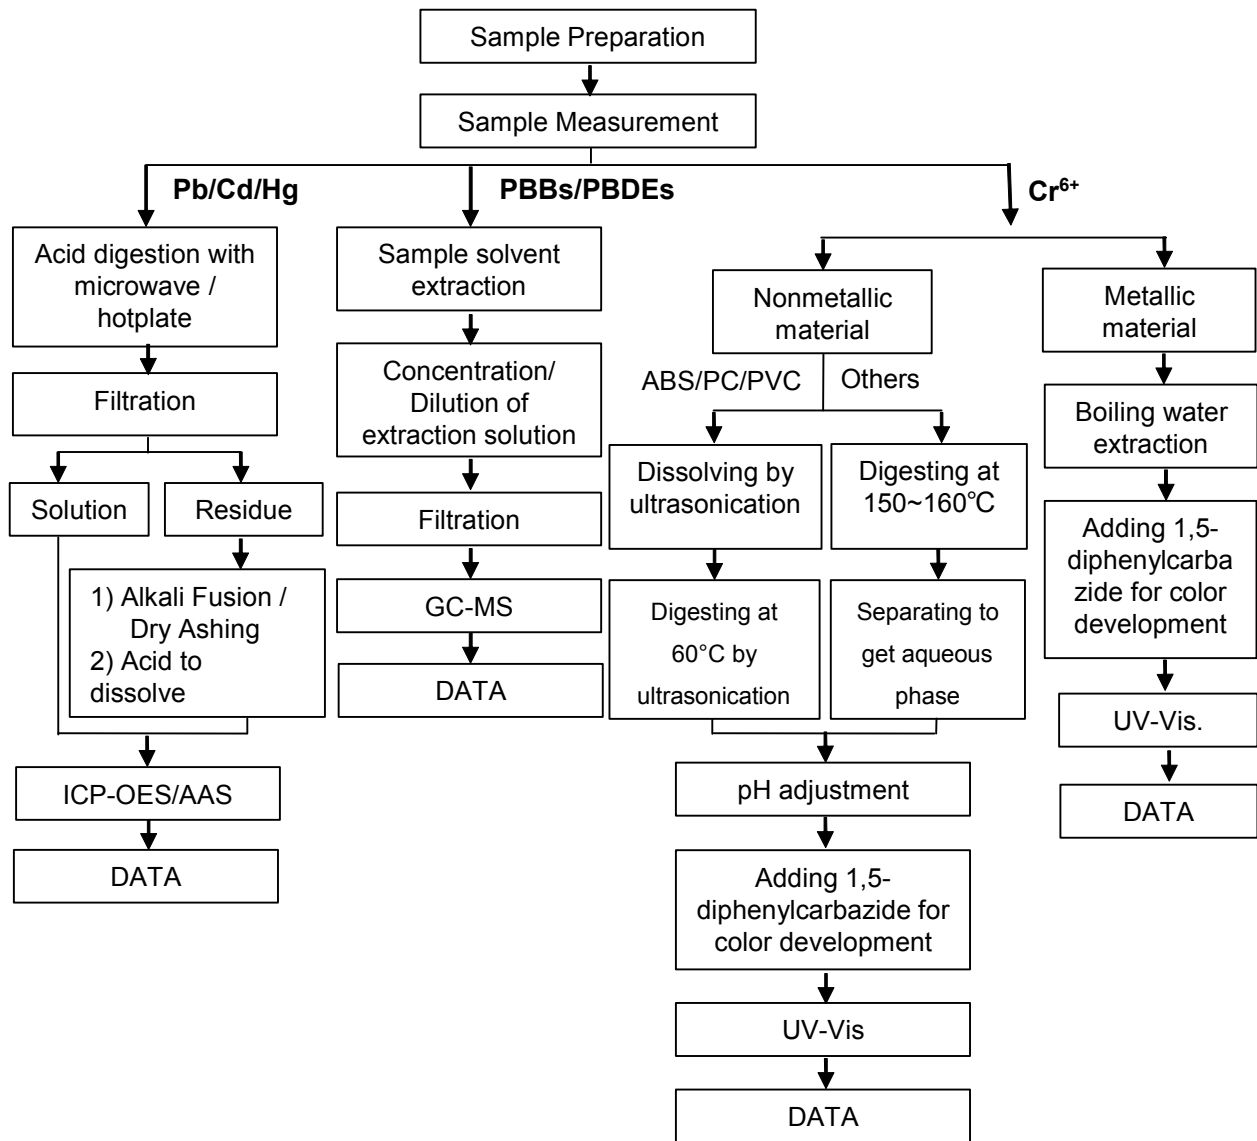 Sample Preparation
Sample Measurement
Pb/Cd/Hg
PBBs/PBDEs
Cr⁶⁺
Acid digestion with
microwave /
hotplate
Filtration
Solution
Residue
1) Alkali Fusion /
Dry Ashing
2) Acid to
dissolve
ICP-OES/AAS
DATA
Sample solvent
extraction
Concentration/
Dilution of
extraction solution
Filtration
GC-MS
DATA
Nonmetallic
material
ABS/PC/PVC
Others
Dissolving by
ultrasonication
Digesting at
60°C by
ultrasonication
Digesting at
150~160℃
Separating to
get aqueous
phase
pH adjustment
Adding 1,5-
diphenylcarbazide for
color development
UV-Vis
DATA
Metallic
material
Boiling water
extraction
Adding 1,5-
diphenylcarba
zide for color
development
UV-Vis.
DATA